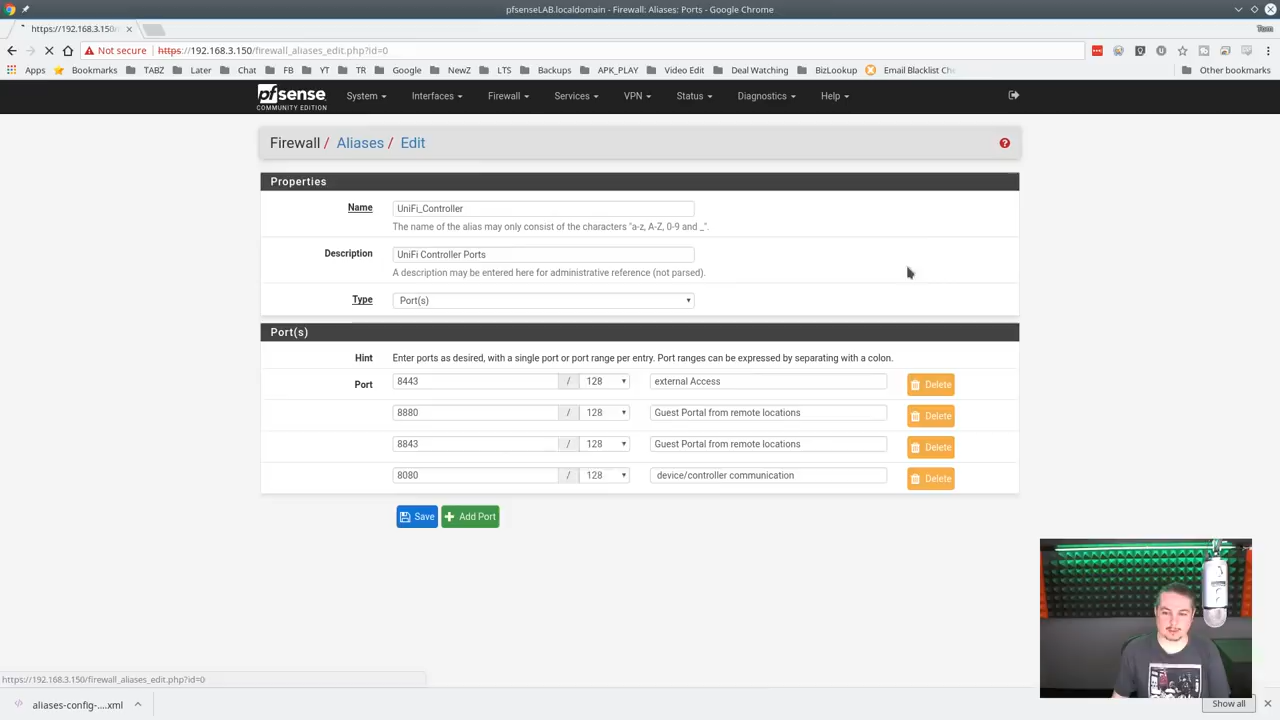 pfsenseLAB.localdomain - Firewall: Aliases: Ports - Google Chrome
https://192.168.3.150/
Tom
Not secure https://192.168.3.150/firewall_aliases_edit.php?id=0
Apps Bookmarks TABZ Later Chat FB YT TR Google NewZ LTS Backups APK_PLAY Video Edit Deal Watching BizLookup Email Blacklist Che Other bookmarks
pfsense COMMUNITY EDITION
System Interfaces Firewall Services VPN Status Diagnostics Help
Firewall / Aliases / Edit
Properties
Name UniFi_Controller
The name of the alias may only consist of the characters "a-z, A-Z, 0-9 and _".
Description UniFi Controller Ports
A description may be entered here for administrative reference (not parsed).
Type Port(s)
Port(s)
Hint Enter ports as desired, with a single port or port range per entry. Port ranges can be expressed by separating with a colon.
Port 8443 / 128 external Access Delete
8880 / 128 Guest Portal from remote locations Delete
8843 / 128 Guest Portal from remote locations Delete
8080 / 128 device/controller communication Delete
Save Add Port
https://192.168.3.150/firewall_aliases_edit.php?id=0
aliases-config-....xml Show all